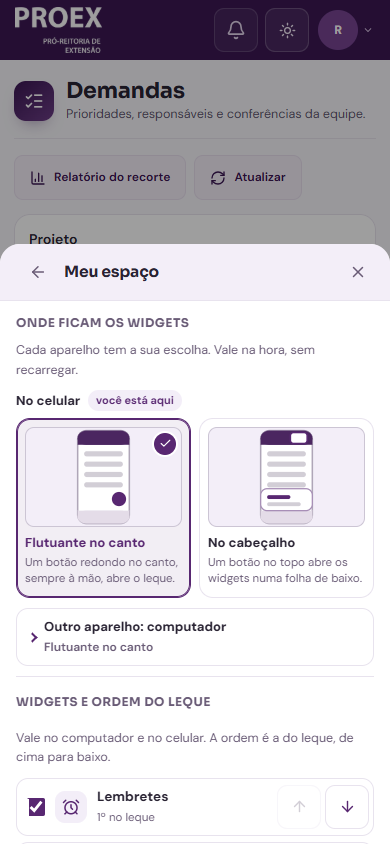 PROEX
PRÓ-REITORIA DE
EXTENSÃO
R
Demandas
Prioridades, responsáveis e conferências da equipe.
Relatório do recorte
Atualizar
Projeto
Meu espaço
ONDE FICAM OS WIDGETS
Cada aparelho tem a sua escolha. Vale na hora, sem
recarregar.
No celular você está aqui
Flutuante no canto
Um botão redondo no canto,
sempre à mão, abre o leque.
No cabeçalho
Um botão no topo abre os
widgets numa folha de baixo.
Outro aparelho: computador
Flutuante no canto
WIDGETS E ORDEM DO LEQUE
Vale no computador e no celular. A ordem é a do leque, de
cima para baixo.
Lembretes
1º no leque